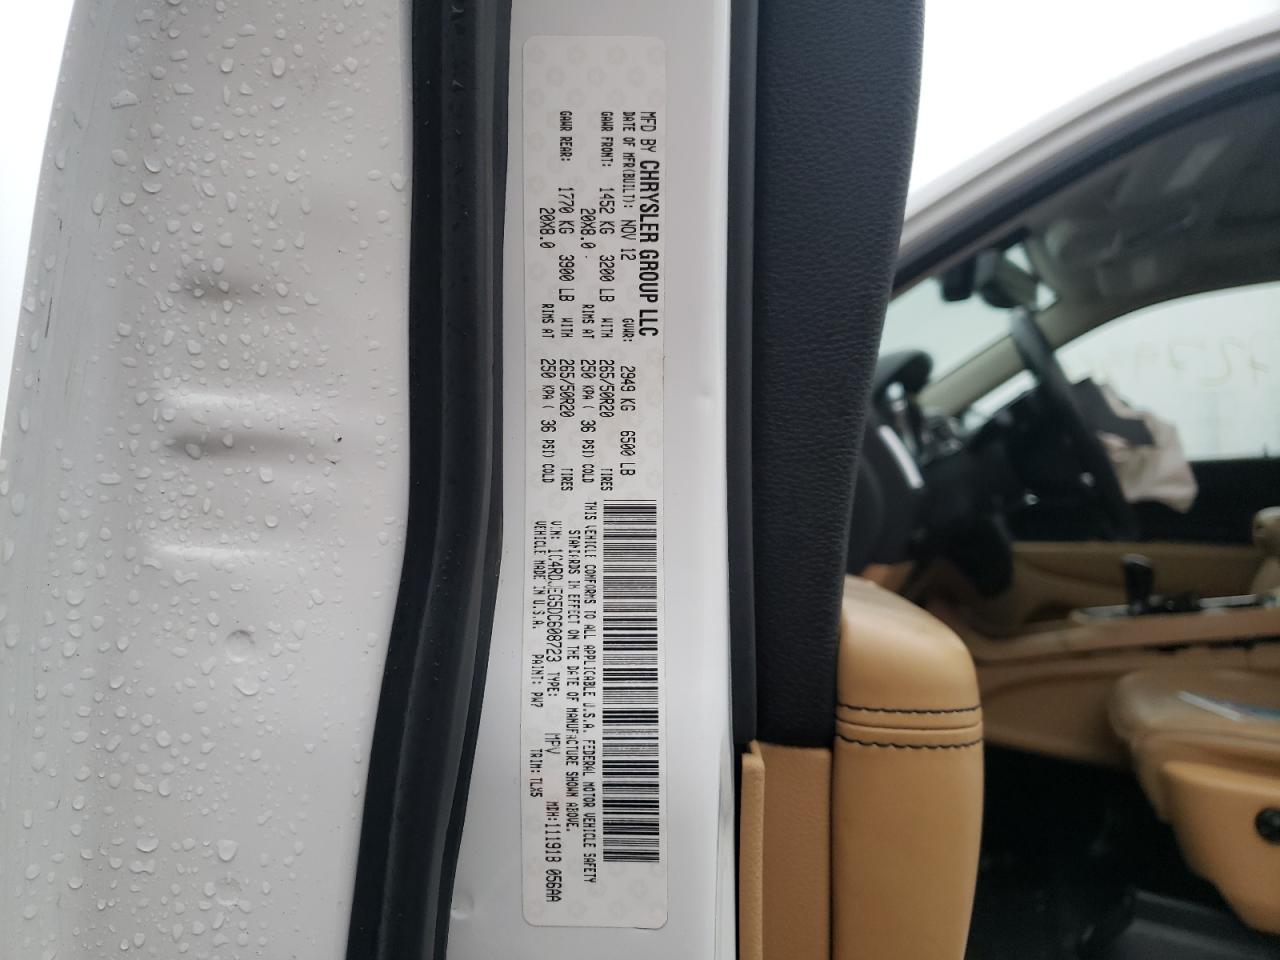 MFD BY CHRYSLER GROUP LLC
DATE OF MFR(BUILT): NOV 12 GVWR: 2949 KG 6500 LB
GAWR FRONT: 1452 KG 3200 LB WITH 265/50R20 TIRES
20X8.0 RIMS AT 250 KPA ( 36 PSI) COLD
GAWR REAR: 1770 KG 3900 LB WITH 265/50R20 TIRES
20X8.0 RIMS AT 250 KPA ( 36 PSI) COLD
THIS VEHICLE CONFORMS TO ALL APPLICABLE U.S.A. FEDERAL MOTOR VEHICLE SAFETY
STANDARDS IN EFFECT ON THE DATE OF MANUFACTURE SHOWN ABOVE.
VIN: 1C4RDJEG5DC608723 TYPE: MPV MDH:111918 056AA
VEHICLE MADE IN U.S.A. PAINT: PW7 TRIM: TLX5